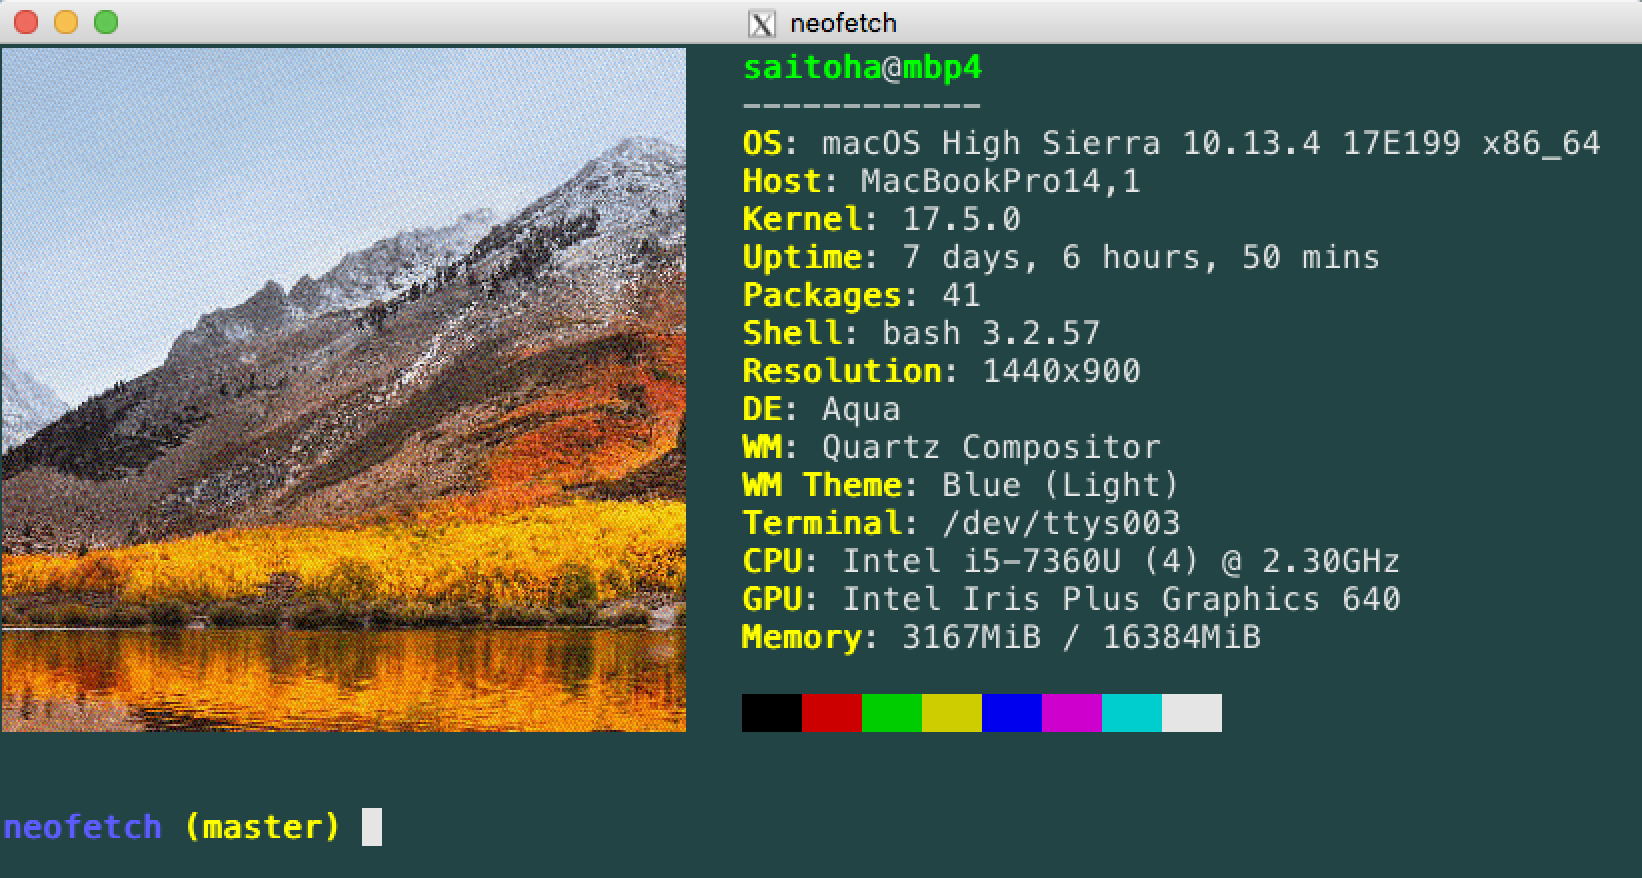 neofetch
saitoha@mbp4
------------
OS: macOS High Sierra 10.13.4 17E199 x86_64
Host: MacBookPro14,1
Kernel: 17.5.0
Uptime: 7 days, 6 hours, 50 mins
Packages: 41
Shell: bash 3.2.57
Resolution: 1440x900
DE: Aqua
WM: Quartz Compositor
WM Theme: Blue (Light)
Terminal: /dev/ttys003
CPU: Intel i5-7360U (4) @ 2.30GHz
GPU: Intel Iris Plus Graphics 640
Memory: 3167MiB / 16384MiB
neofetch (master)